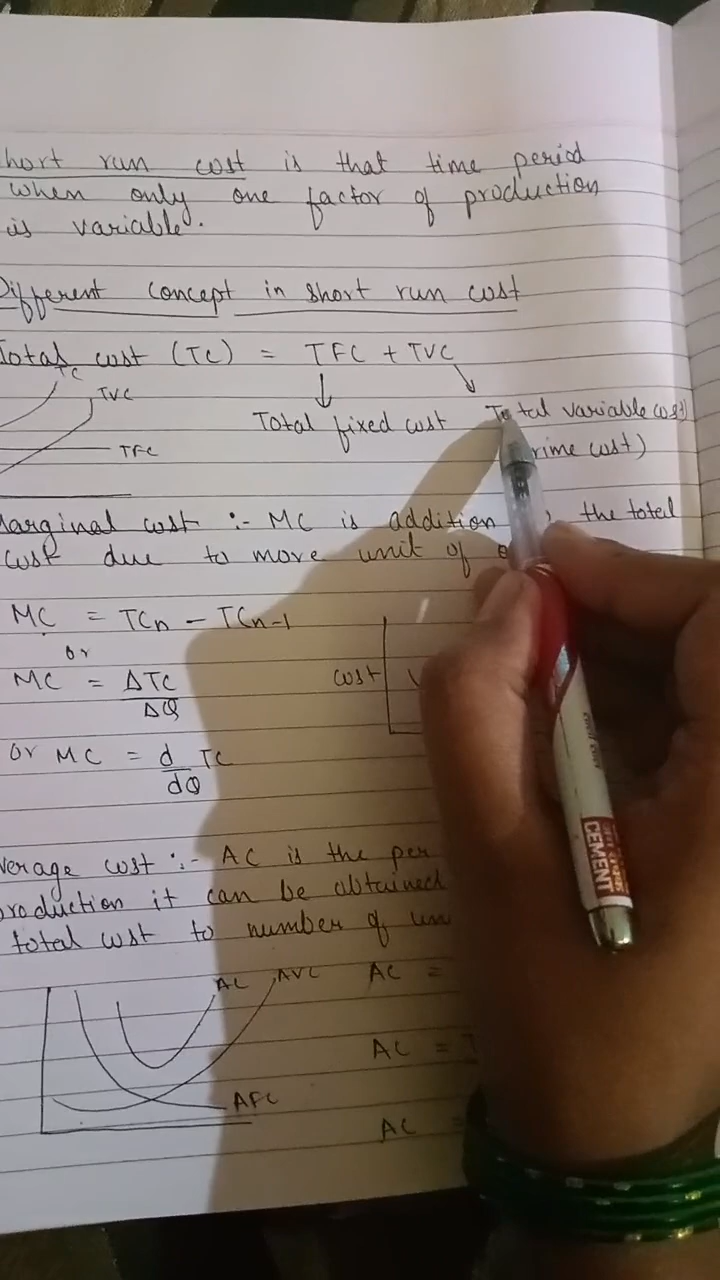 hort run cost is that time period
when only one factor of production
is variable.
Different concept in short run cost
Total cost (TC) = TFC + TVC
TC
TVC
TFC
Total fixed cost
Total variable cost)
rime cost)
Marginal cost :- MC is addition the total
cost due to more unit of
MC = TCn - TCn-1
or
MC = ΔTC
ΔQ
cost
or MC = d TC
dQ
verage cost :- AC is the per
production it can be obtained
total cost to number of
AC AVC
AFC
AC =
AC =
AC =
CEMENT